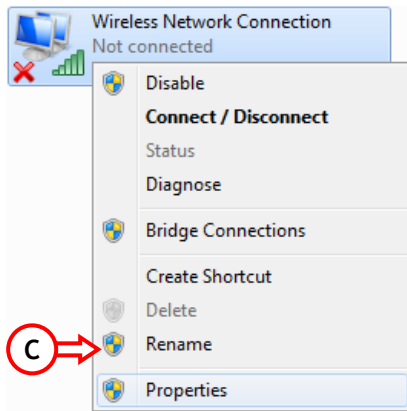 Wireless Network Connection
Not connected
Disable
Connect / Disconnect
Status
Diagnose
Bridge Connections
Create Shortcut
Delete
C
Rename
Properties